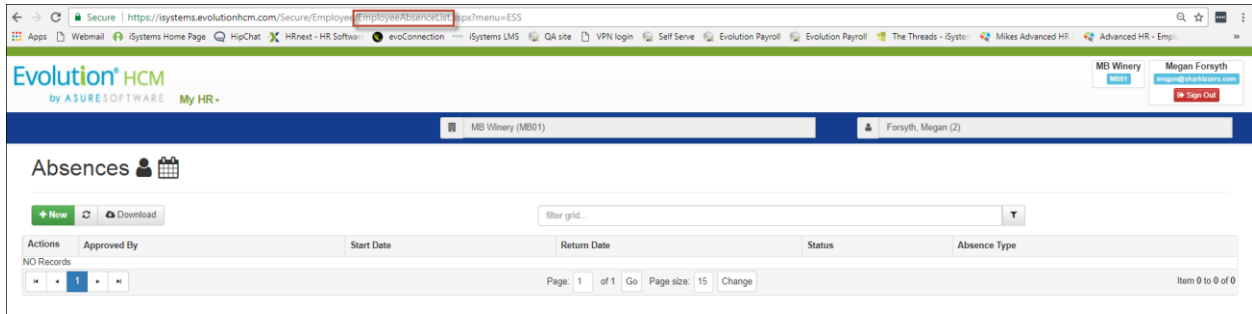 Secure | https://isystems.evolutionhcm.com/Secure/Employee/EmployeeAbsenceList.aspx?menu=ESS
Apps Webmail iSystems Home Page HipChat HRnext - HR Softwar evoConnection iSystems LMS QA site VPN login Self Serve Evolution Payroll Evolution Payroll The Threads - iSyster Mikes Advanced HR Advanced HR - Empl »
Evolution HCM
by ASURESOFTWARE My HR
MB Winery
MB01
Megan Forsyth
megan@sharklasers.com
Sign Out
MB Winery (MB01) Forsyth, Megan (2)
Absences
+ New Download filter grid...
Actions Approved By Start Date Return Date Status Absence Type
NO Records
1 Page: 1 of 1 Go Page size: 15 Change Item 0 to 0 of 0